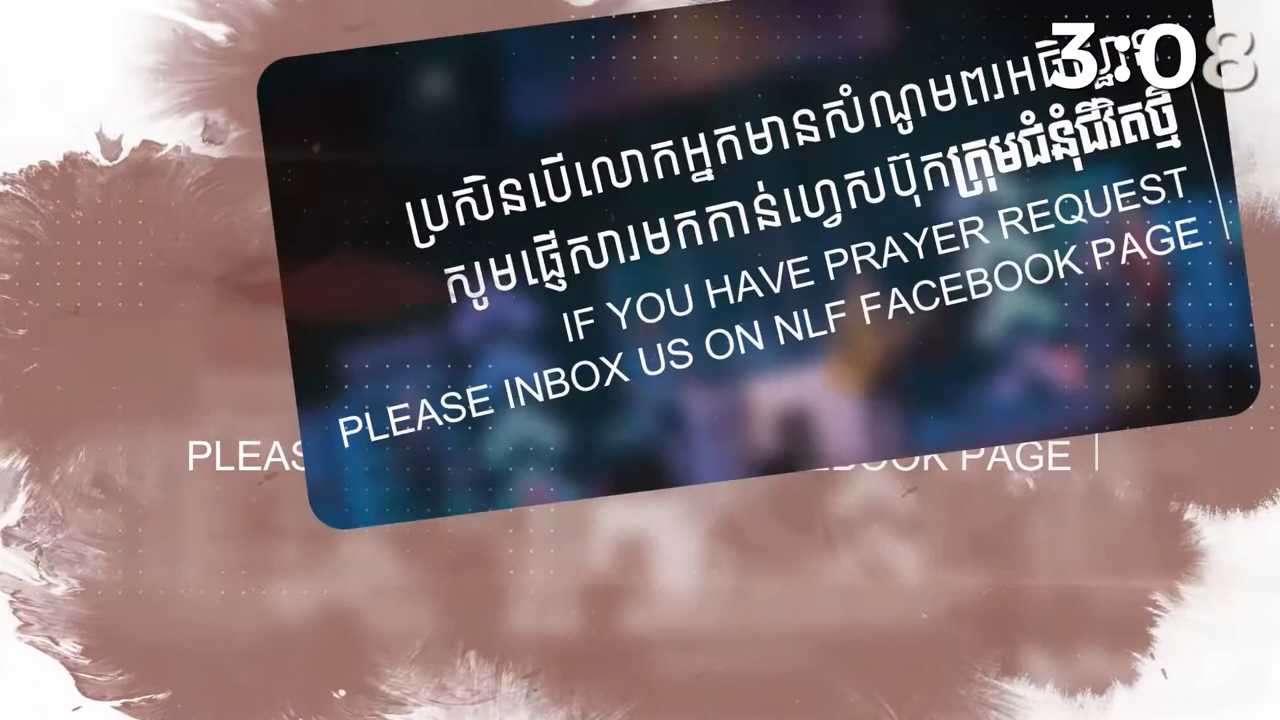 3:08
ប្រសិនបើលោកអ្នកមានសំណូមពរអធិស្ឋាន
សូមផ្ញើសារមកកាន់ហ្វេសប៊ុកក្រុមជំនុំជីវិតថ្មី
IF YOU HAVE PRAYER REQUEST
PLEASE INBOX US ON NLF FACEBOOK PAGE
PLEAS
EBOOK PAGE